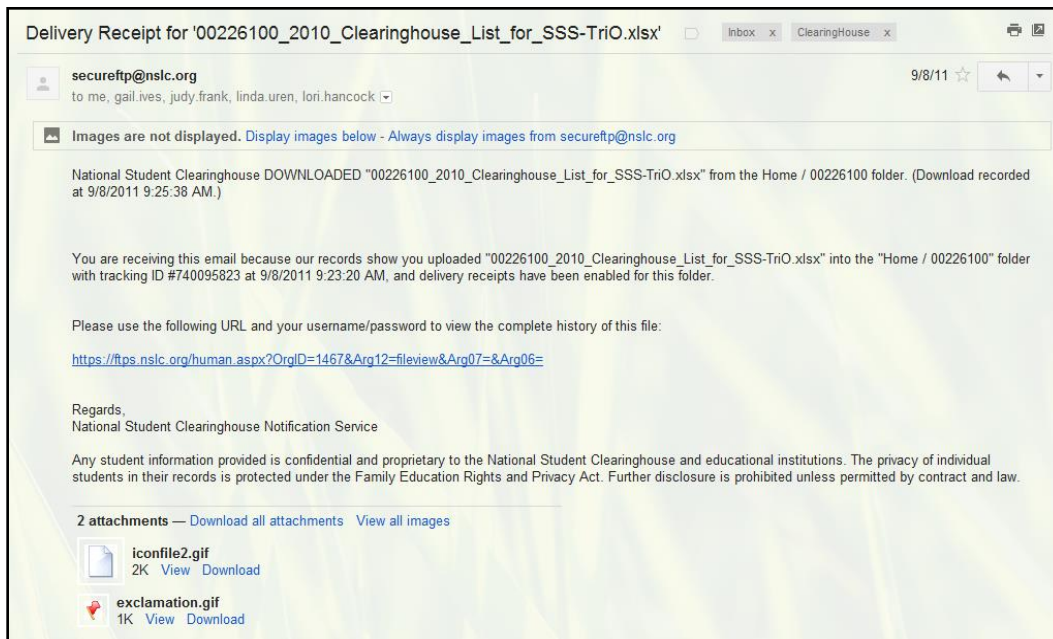 Delivery Receipt for '00226100_2010_Clearinghouse_List_for_SSS-TriO.xlsx' Inbox x ClearingHouse x
secureftp@nslc.org 9/8/11
to me, gail.ives, judy.frank, linda.uren, lori.hancock
Images are not displayed. Display images below - Always display images from secureftp@nslc.org
National Student Clearinghouse DOWNLOADED "00226100_2010_Clearinghouse_List_for_SSS-TriO.xlsx" from the Home / 00226100 folder. (Download recorded
at 9/8/2011 9:25:38 AM.)
You are receiving this email because our records show you uploaded "00226100_2010_Clearinghouse_List_for_SSS-TriO.xlsx" into the "Home / 00226100" folder
with tracking ID #740095823 at 9/8/2011 9:23:20 AM, and delivery receipts have been enabled for this folder.
Please use the following URL and your username/password to view the complete history of this file:
https://ftps.nslc.org/human.aspx?OrgID=1467&Arg12=fileview&Arg07=&Arg06=
Regards,
National Student Clearinghouse Notification Service
Any student information provided is confidential and proprietary to the National Student Clearinghouse and educational institutions. The privacy of individual
students in their records is protected under the Family Education Rights and Privacy Act. Further disclosure is prohibited unless permitted by contract and law.
2 attachments — Download all attachments View all images
iconfile2.gif
2K View Download
exclamation.gif
1K View Download